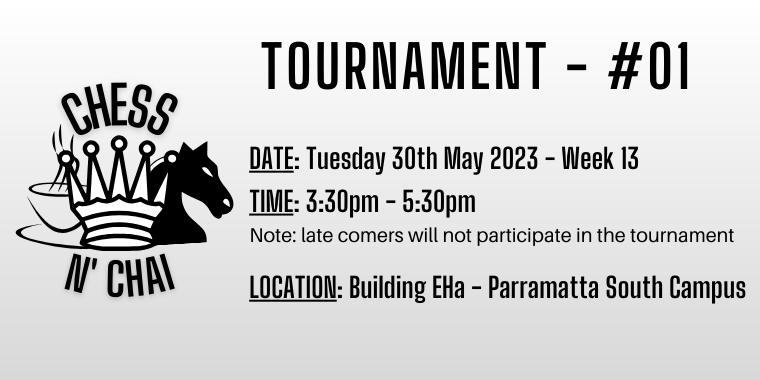 TOURNAMENT - #01
CHESS
N' CHAI
DATE: Tuesday 30th May 2023 - Week 13
TIME: 3:30pm - 5:30pm
Note: late comers will not participate in the tournament
LOCATION: Building EHa - Parramatta South Campus